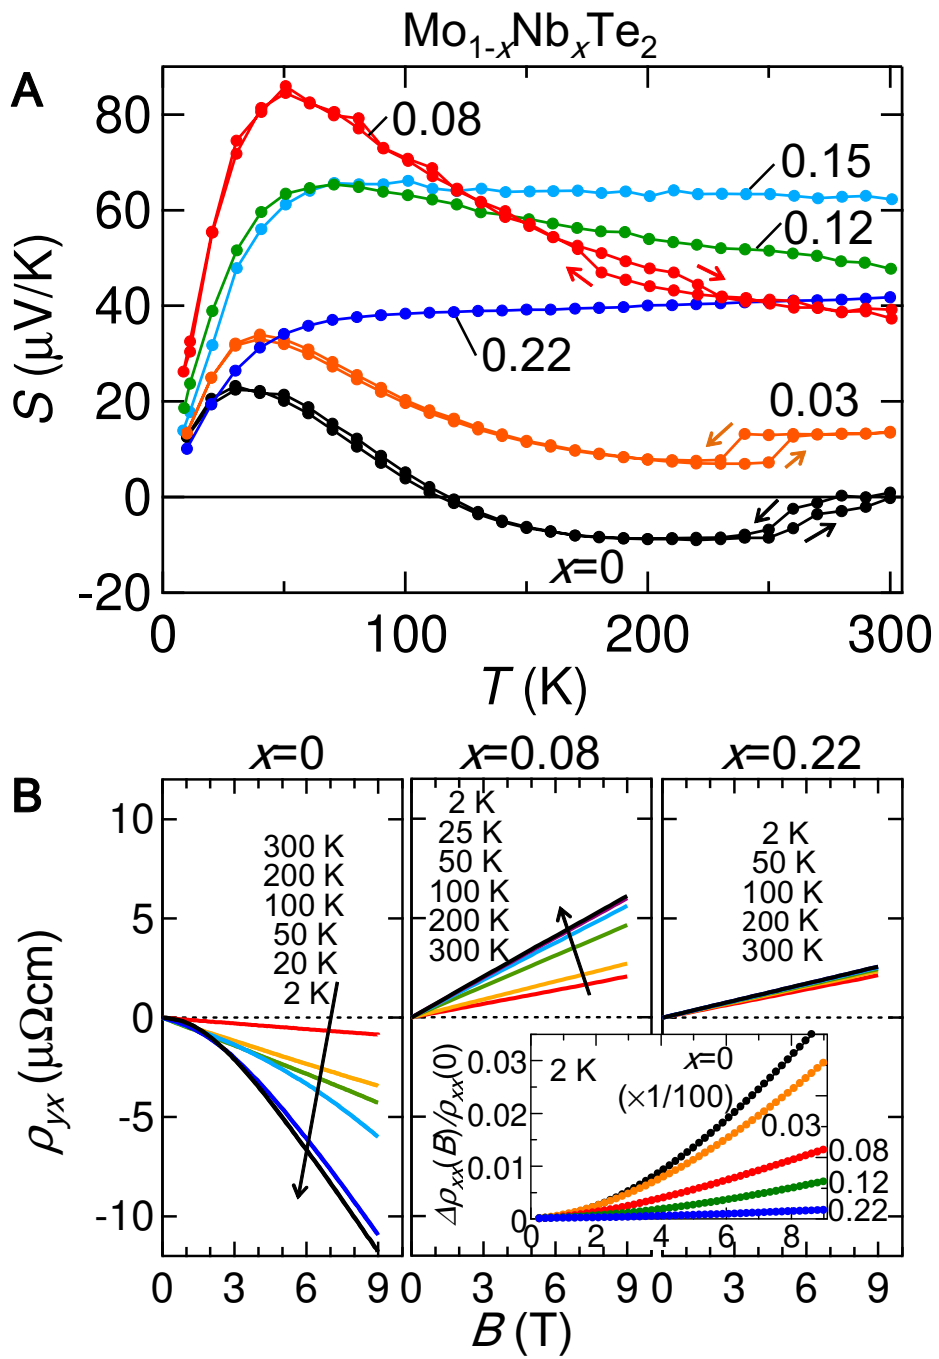 Mo1-xNbxTe2
A
80
60
40
20
0
-20
S (μV/K)
0.08
0.15
0.12
0.22
0.03
x=0
0
100
200
300
T (K)
x=0
x=0.08
x=0.22
B
10
5
0
-5
-10
ρyx (μΩcm)
300 K
200 K
100 K
50 K
20 K
2 K
2 K
25 K
50 K
100 K
200 K
300 K
2 K
50 K
100 K
200 K
300 K
Δρxx(B)/ρxx(0)
0.03
0.02
0.01
0
2 K
x=0
(×1/100)
0.03
0.08
0.12
0.22
2
4
6
8
0
3
6
9
0
3
6
9
0
3
6
9
B (T)